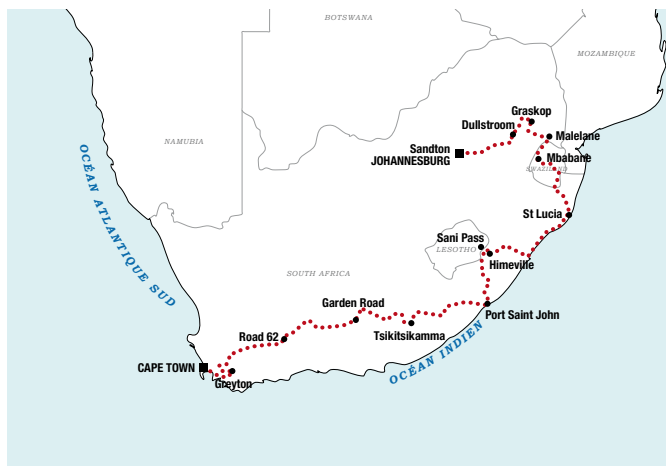 BOTSWANA
MOZAMBIQUE
Graskop
Dullstroom
Malelane
Sandton
JOHANNESBURG
NAMUBIA
Mbabane
SWAZILAND
OCÉAN ATLANTIQUE SUD
St Lucia
Sani Pass
LESOTHO
Himeville
SOUTH AFRICA
Garden Road
Port Saint John
Road 62
Tsikitsikamma
OCÉAN INDIEN
CAPE TOWN
Greyton